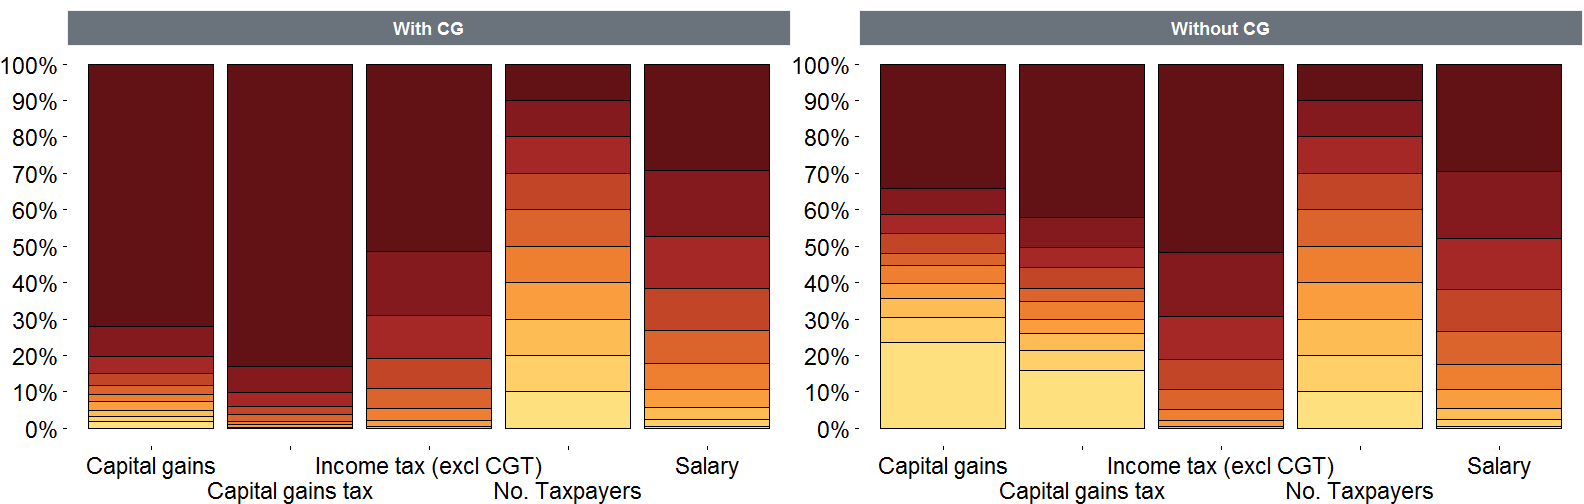 With CG
Without CG
100%
90%
80%
70%
60%
50%
40%
30%
20%
10%
0%
100%
90%
80%
70%
60%
50%
40%
30%
20%
10%
0%
Capital gains
Income tax (excl CGT)
Salary
Capital gains tax
No. Taxpayers
Capital gains
Income tax (excl CGT)
Salary
Capital gains tax
No. Taxpayers